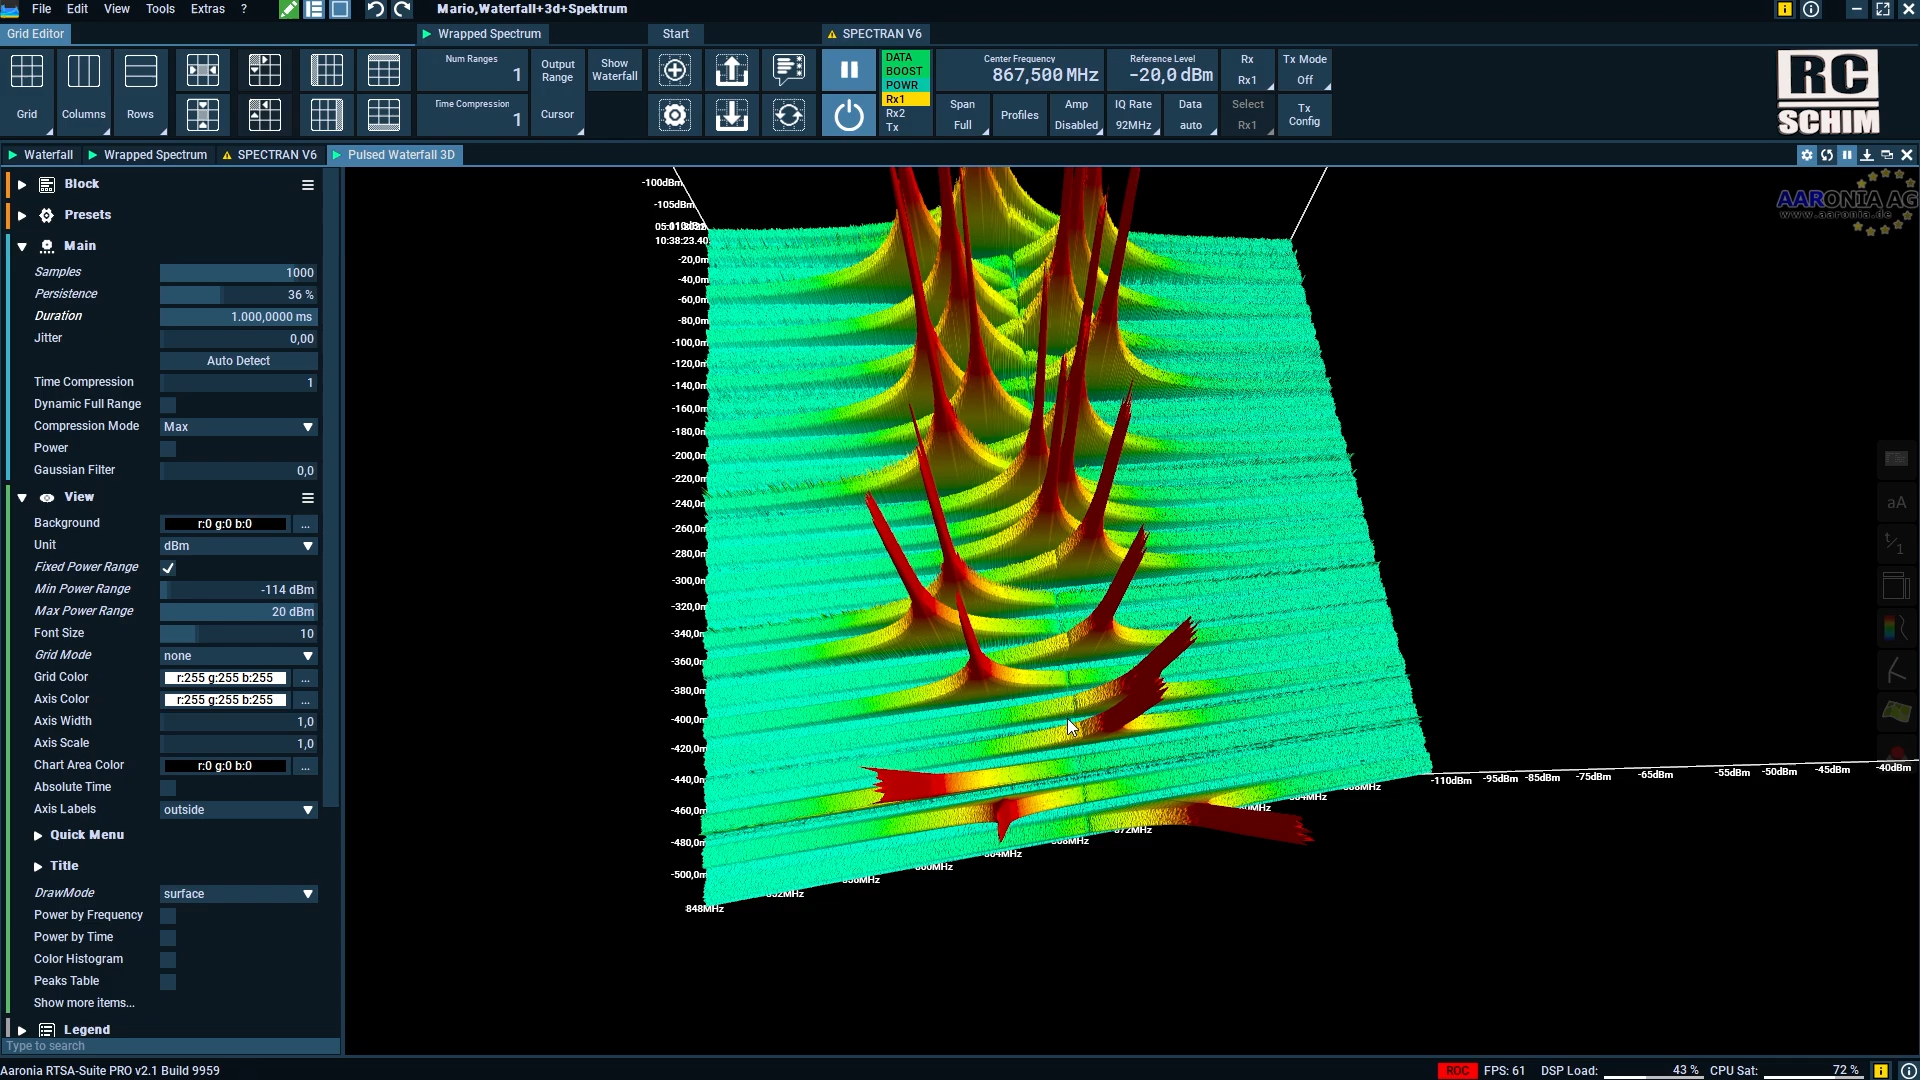 File Edit View Tools Extras ?
Mario,Waterfall+3d+Spektrum
Grid Editor
Wrapped Spectrum
Start
SPECTRAN V6
Grid
Columns
Rows
Num Ranges
1
Time Compression
1
Output Range
Cursor
Show Waterfall
DATA
BOOST
POWR
Rx1
Rx2
Tx
Center Frequency
867,500 MHz
Reference Level
-20,0 dBm
Rx
Rx1
Tx Mode
Off
Span
Full
Profiles
Amp
Disabled
IQ Rate
92MHz
Data
auto
Select
Rx1
Tx Config
RC
SCHIM
Waterfall
Wrapped Spectrum
SPECTRAN V6
Pulsed Waterfall 3D
AARONIA AG
www.aaronia.de
Block
Presets
Main
Samples 1000
Persistence 36 %
Duration 1.000,0000 ms
Jitter 0,00
Auto Detect
Time Compression 1
Dynamic Full Range
Compression Mode Max
Power
Gaussian Filter 0,0
View
Background r:0 g:0 b:0 ...
Unit dBm
Fixed Power Range
Min Power Range -114 dBm
Max Power Range 20 dBm
Font Size 10
Grid Mode none
Grid Color r:255 g:255 b:255 ...
Axis Color r:255 g:255 b:255 ...
Axis Width 1,0
Axis Scale 1,0
Chart Area Color r:0 g:0 b:0 ...
Absolute Time
Axis Labels outside
Quick Menu
Title
DrawMode surface
Power by Frequency
Power by Time
Color Histogram
Peaks Table
Show more items...
Legend
Type to search
-100dBm
-105dBm
10:38:23.40
-20,0m
-40,0m
-60,0m
-80,0m
-100,0m
-120,0m
-140,0m
-160,0m
-180,0m
-200,0m
-220,0m
-240,0m
-260,0m
-280,0m
-300,0m
-320,0m
-340,0m
-360,0m
-380,0m
-400,0m
-420,0m
-440,0m
-460,0m
-480,0m
-500,0m
848MHz
-110dBm
-95dBm
-85dBm
-75dBm
-65dBm
-55dBm
-50dBm
-45dBm
-40dBm
aA
t/1
Aaronia RTSA-Suite PRO v2.1 Build 9959
ROC
FPS: 61
DSP Load: 43 %
CPU Sat: 72 %